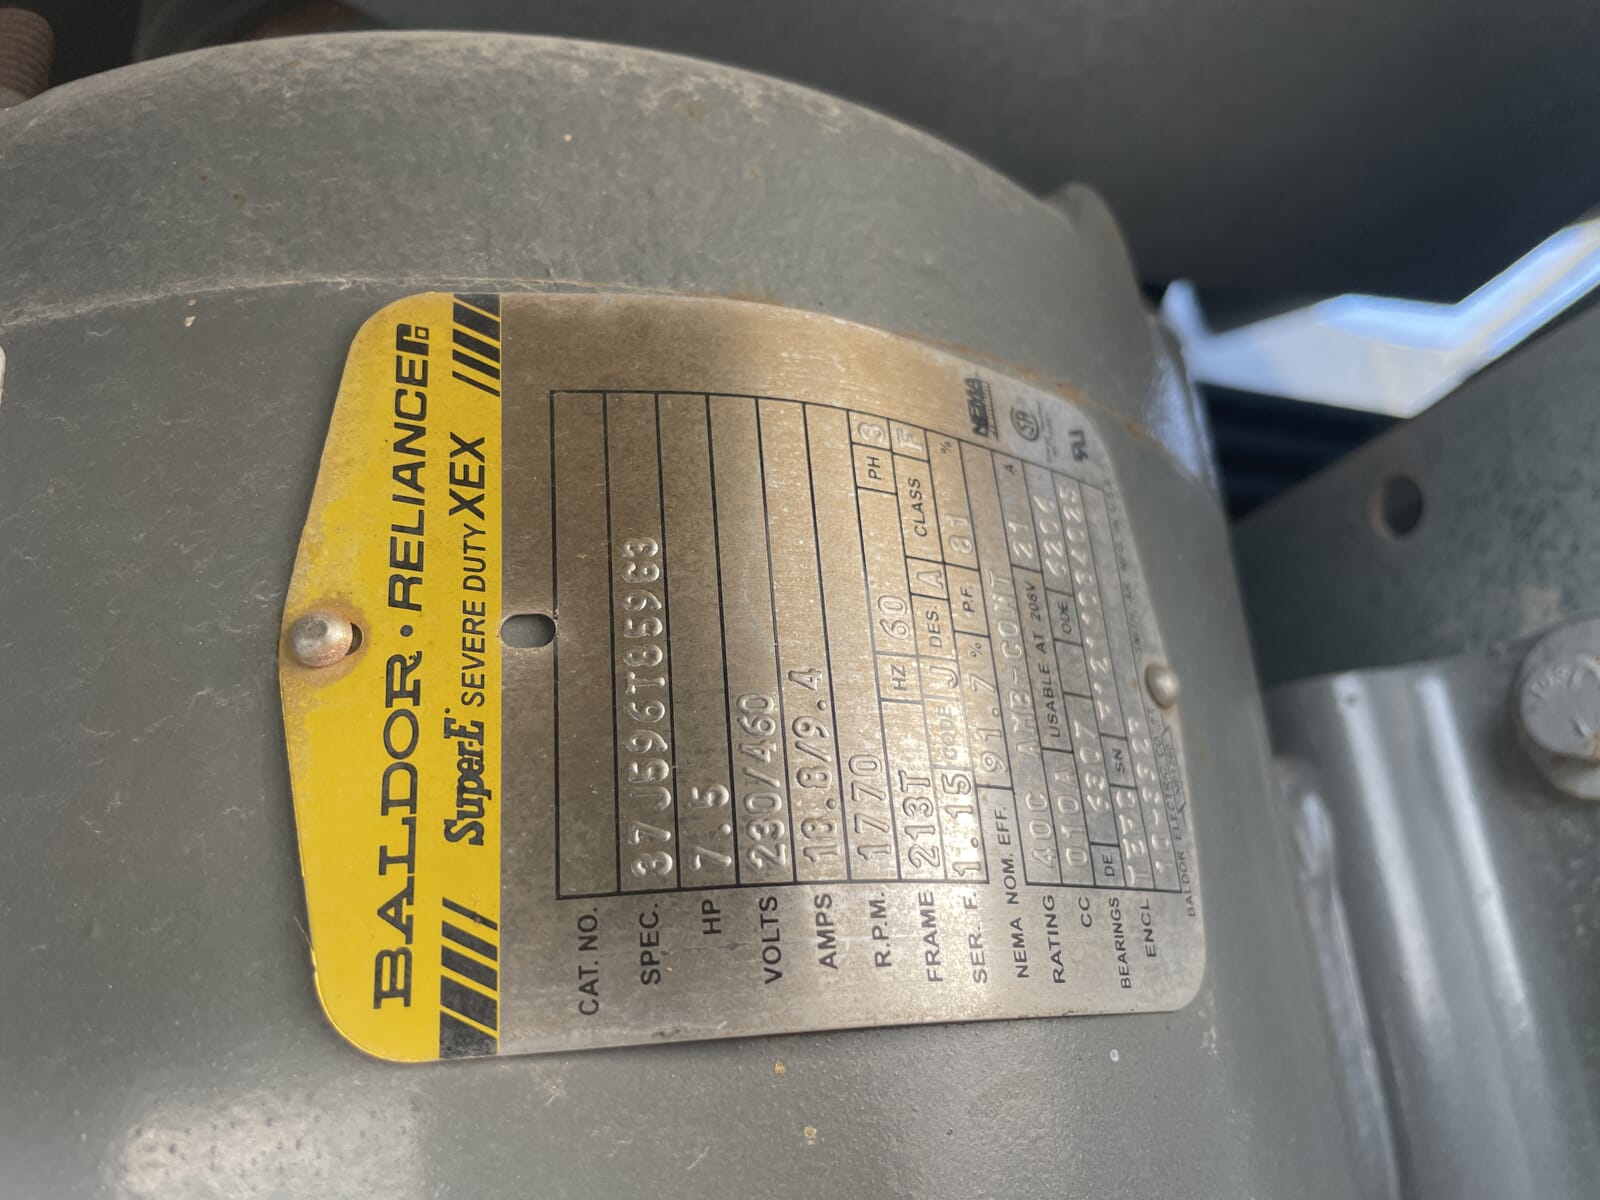 BALDOR • RELIANCE
Super-E SEVERE DUTY XEX
CAT. NO.
SPEC. 37J596T859G3
HP 7.5
VOLTS 230/460
AMPS 18.8/9.4
R.P.M. 1770 PH 3
FRAME 213T HZ 60 CLASS F
SER. F. 1.15 CODE J DES. A
NEMA NOM. EFF. 91.7 % P.F. 81 %
RATING 40C AMB-CONT
CC 010A USABLE AT 208V 21 A
BEARINGS DE 6307 ODE 6206
ENCL TEFC SN
BALDOR ELECTRIC CO.
NEMA
SA